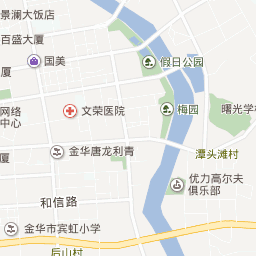 景澜大饭店
百盛大厦
国美
假日公园
网络
中心
文荣医院
梅园
曙光学校
金华唐龙利青
潭头滩村
优力高尔夫
俱乐部
和信路
金华市宾虹小学
后山村